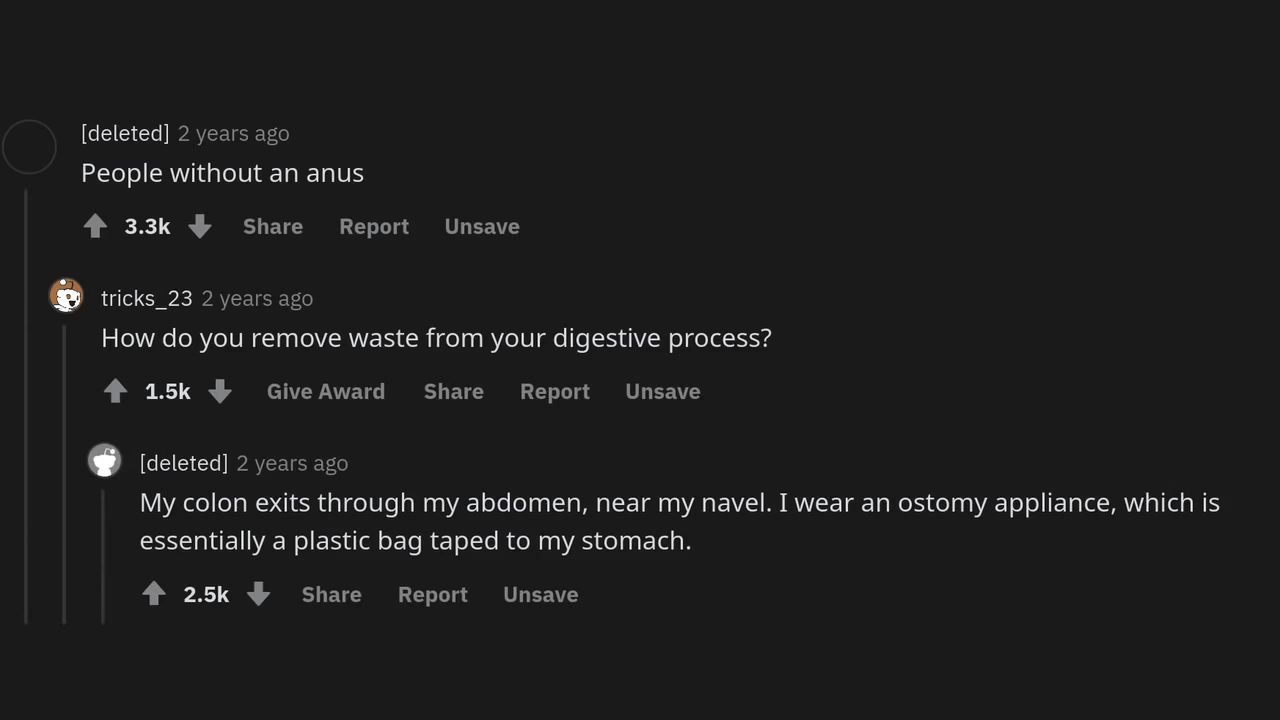 [deleted] 2 years ago
People without an anus
3.3k Share Report Unsave
tricks_23 2 years ago
How do you remove waste from your digestive process?
1.5k Give Award Share Report Unsave
[deleted] 2 years ago
My colon exits through my abdomen, near my navel. I wear an ostomy appliance, which is
essentially a plastic bag taped to my stomach.
2.5k Share Report Unsave